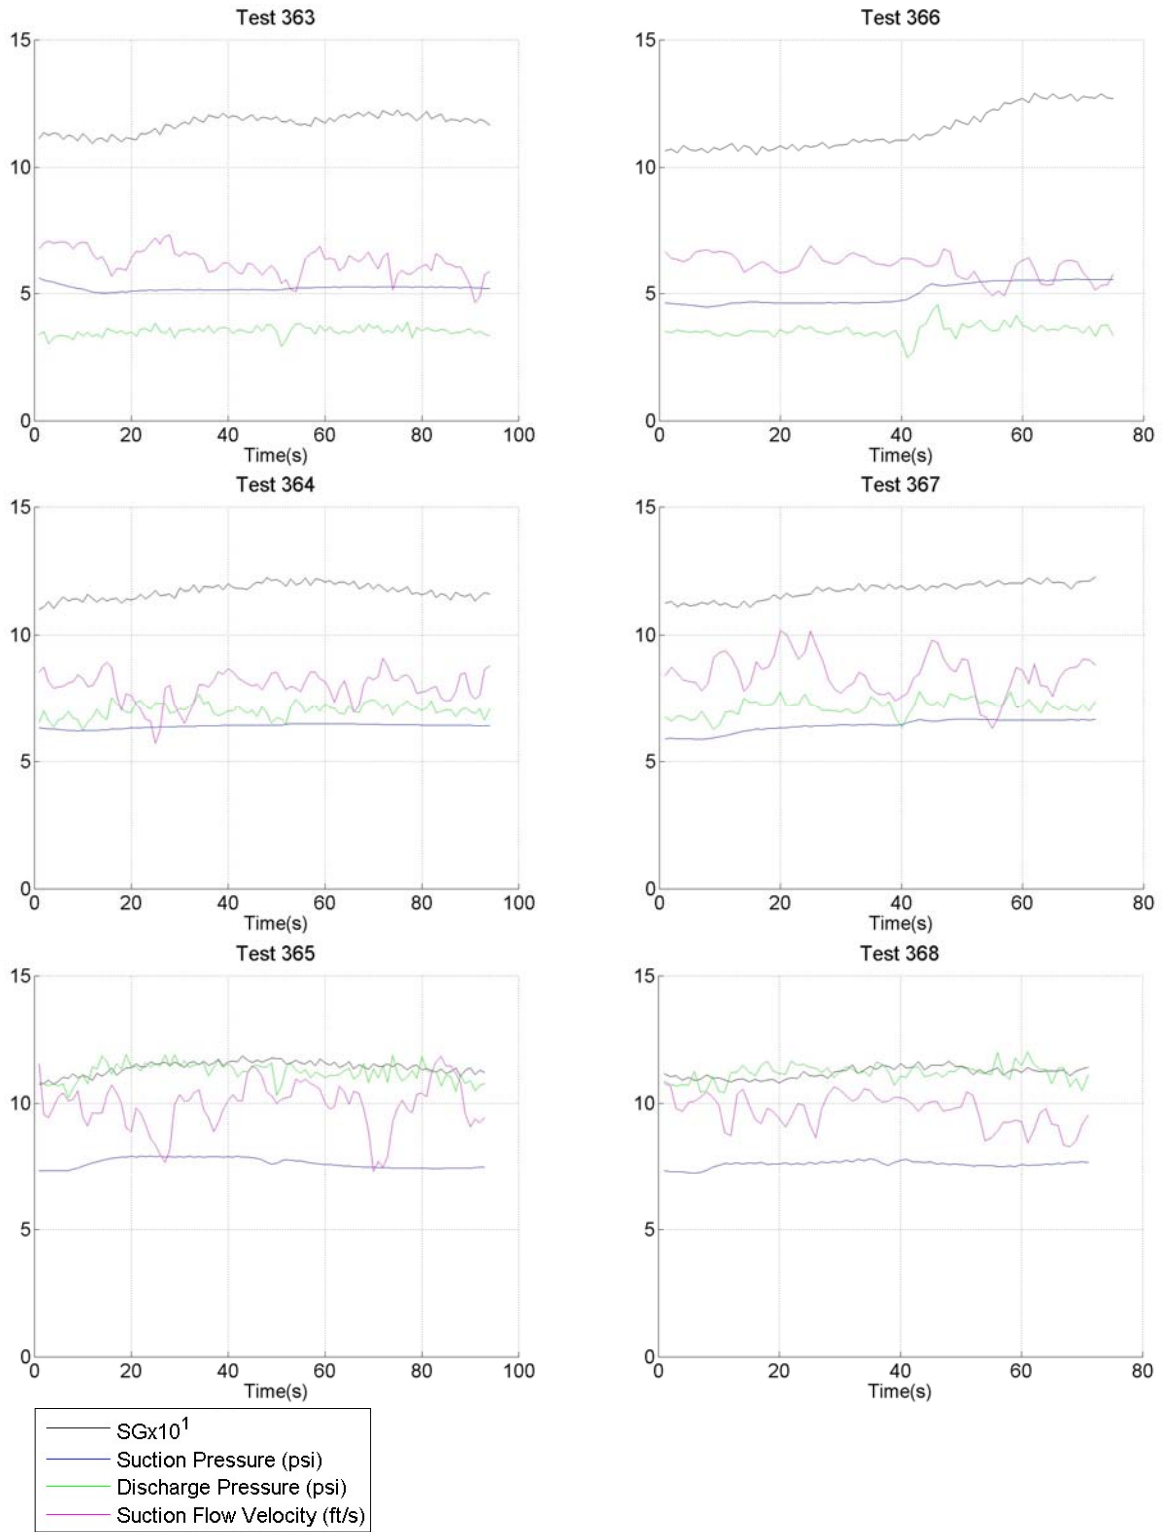 Test 363
15
10
5
0
0 20 40 60 80 100
Time(s)
Test 366
15
10
5
0
0 20 40 60 80
Time(s)
Test 364
15
10
5
0
0 20 40 60 80 100
Time(s)
Test 367
15
10
5
0
0 20 40 60 80
Time(s)
Test 365
15
10
5
0
0 20 40 60 80 100
Time(s)
Test 368
15
10
5
0
0 20 40 60 80
Time(s)
SGx10¹
Suction Pressure (psi)
Discharge Pressure (psi)
Suction Flow Velocity (ft/s)